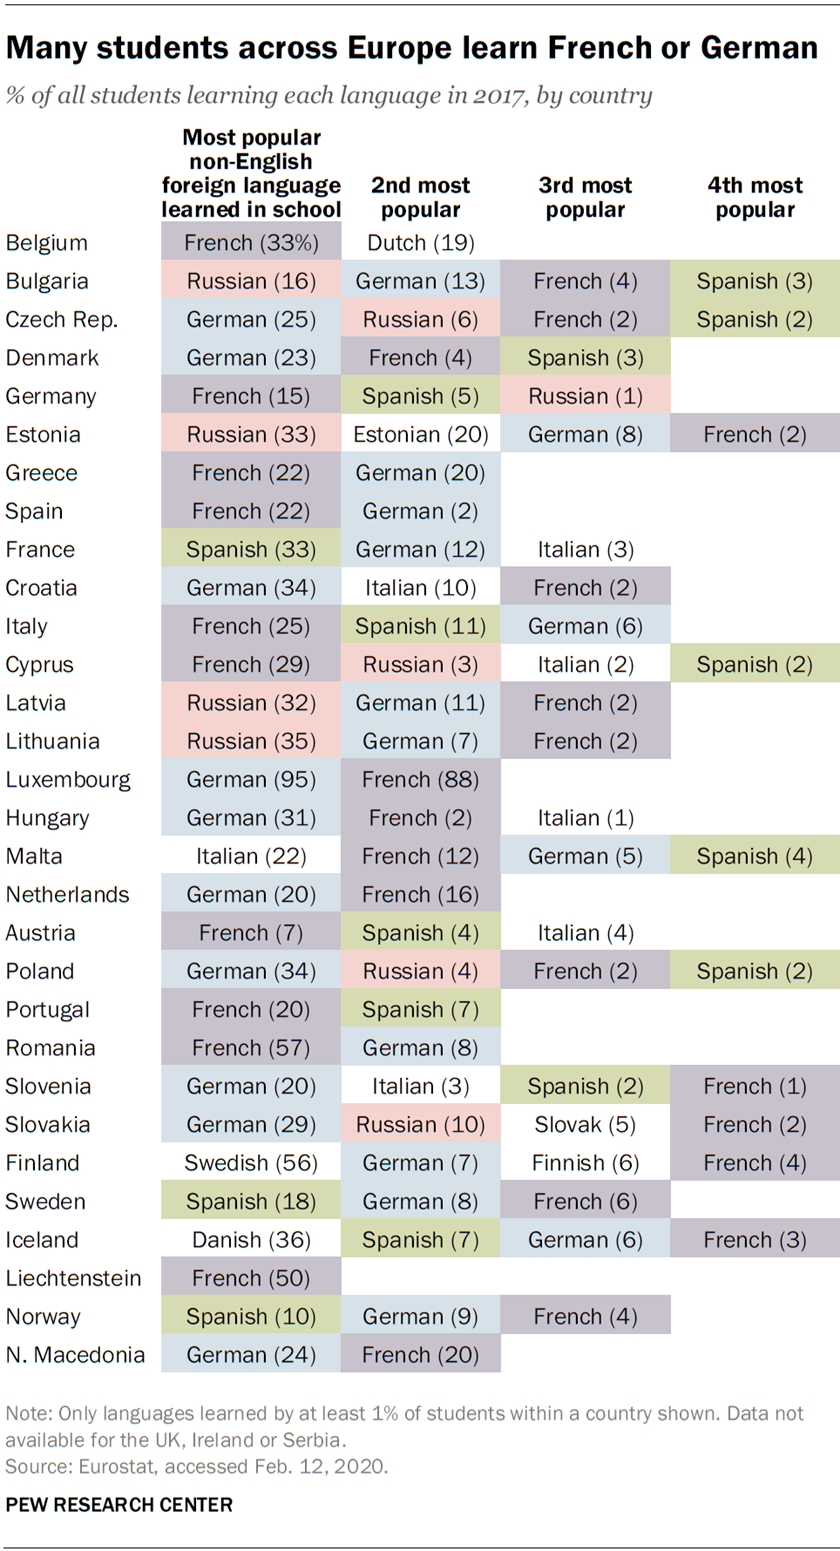 Many students across Europe learn French or German
% of all students learning each language in 2017, by country
Most popular
non-English
foreign language
learned in school
2nd most
popular
3rd most
popular
4th most
popular
Belgium French (33%) Dutch (19)
Bulgaria Russian (16) German (13) French (4) Spanish (3)
Czech Rep. German (25) Russian (6) French (2) Spanish (2)
Denmark German (23) French (4) Spanish (3)
Germany French (15) Spanish (5) Russian (1)
Estonia Russian (33) Estonian (20) German (8) French (2)
Greece French (22) German (20)
Spain French (22) German (2)
France Spanish (33) German (12) Italian (3)
Croatia German (34) Italian (10) French (2)
Italy French (25) Spanish (11) German (6)
Cyprus French (29) Russian (3) Italian (2) Spanish (2)
Latvia Russian (32) German (11) French (2)
Lithuania Russian (35) German (7) French (2)
Luxembourg German (95) French (88)
Hungary German (31) French (2) Italian (1)
Malta Italian (22) French (12) German (5) Spanish (4)
Netherlands German (20) French (16)
Austria French (7) Spanish (4) Italian (4)
Poland German (34) Russian (4) French (2) Spanish (2)
Portugal French (20) Spanish (7)
Romania French (57) German (8)
Slovenia German (20) Italian (3) Spanish (2) French (1)
Slovakia German (29) Russian (10) Slovak (5) French (2)
Finland Swedish (56) German (7) Finnish (6) French (4)
Sweden Spanish (18) German (8) French (6)
Iceland Danish (36) Spanish (7) German (6) French (3)
Liechtenstein French (50)
Norway Spanish (10) German (9) French (4)
N. Macedonia German (24) French (20)
Note: Only languages learned by at least 1% of students within a country shown. Data not
available for the UK, Ireland or Serbia.
Source: Eurostat, accessed Feb. 12, 2020.
PEW RESEARCH CENTER